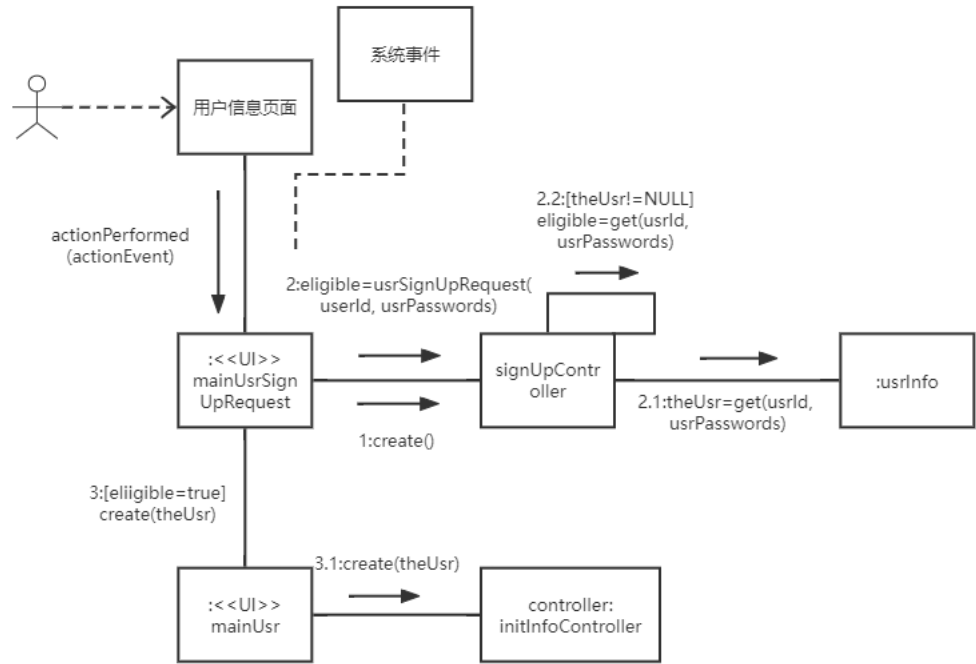 系统事件
用户信息页面
actionPerformed
(actionEvent)
2.2:[theUsr!=NULL]
eligible=get(usrId,
usrPasswords)
2:eligible=usrSignUpRequest(
userId, usrPasswords)
:<<UI>>
mainUsrSign
UpRequest
signUpContr
oller
:usrInfo
2.1:theUsr=get(usrId,
usrPasswords)
1:create()
3:[eliigible=true]
create(theUsr)
3.1:create(theUsr)
:<<UI>>
mainUsr
controller:
initInfoController